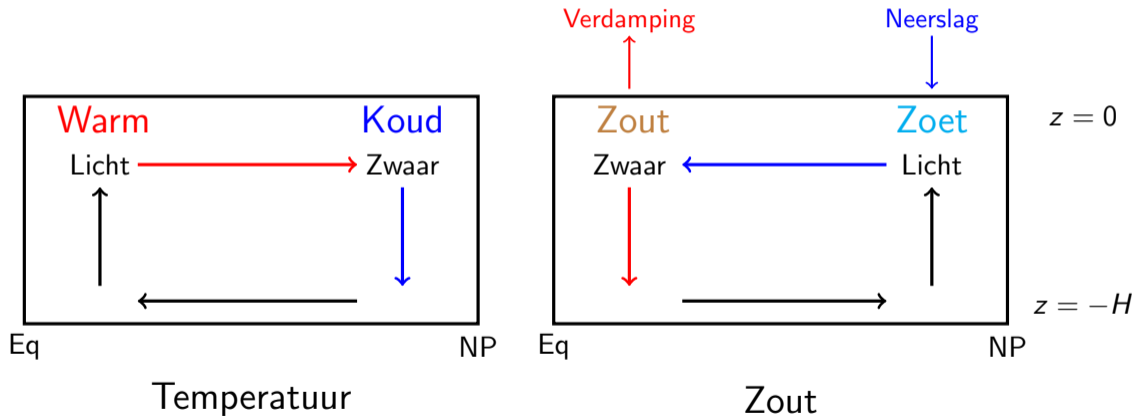 Verdamping
Neerslag
Warm
Koud
Zout
Zoet
z = 0
Licht
Zwaar
Zwaar
Licht
z = −H
Eq
NP
Eq
NP
Temperatuur
Zout